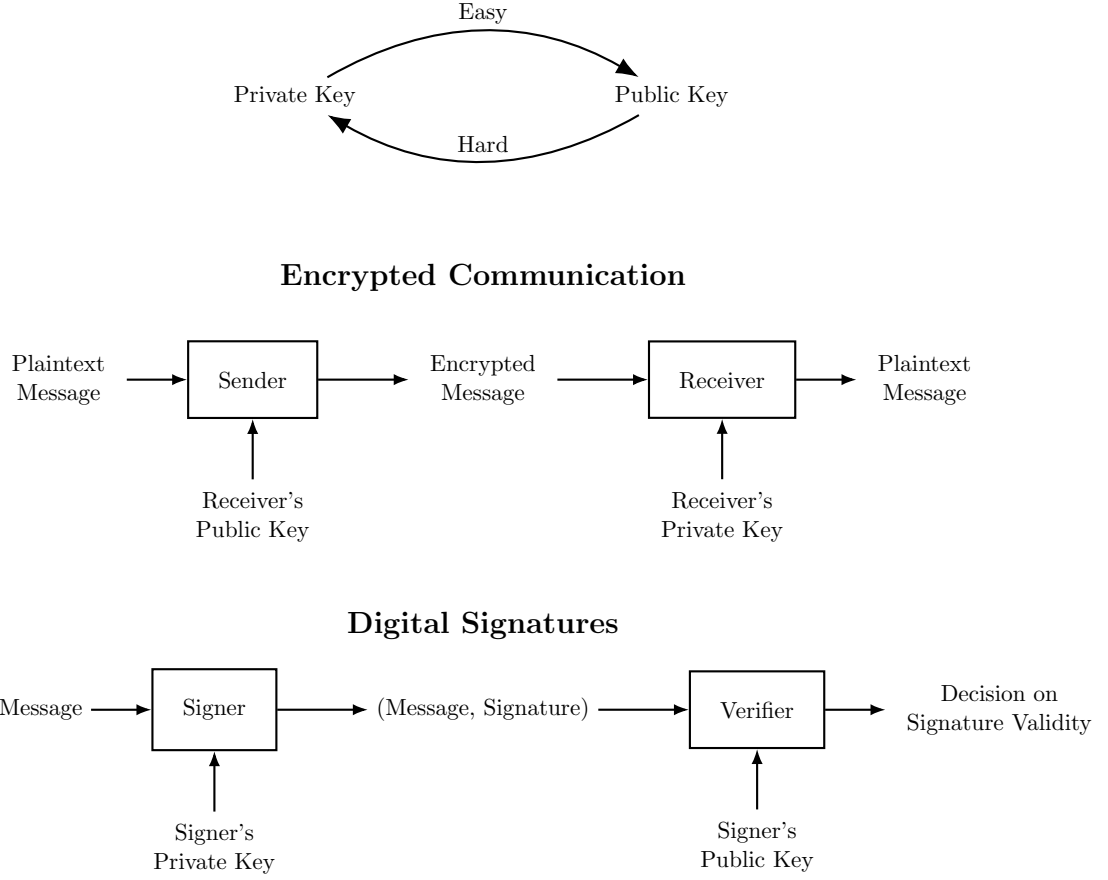 Easy
Private Key
Public Key
Hard
Encrypted Communication
Plaintext
Message
Sender
Encrypted
Message
Receiver
Plaintext
Message
Receiver's
Public Key
Receiver's
Private Key
Digital Signatures
Message
Signer
(Message, Signature)
Verifier
Decision on
Signature Validity
Signer's
Private Key
Signer's
Public Key